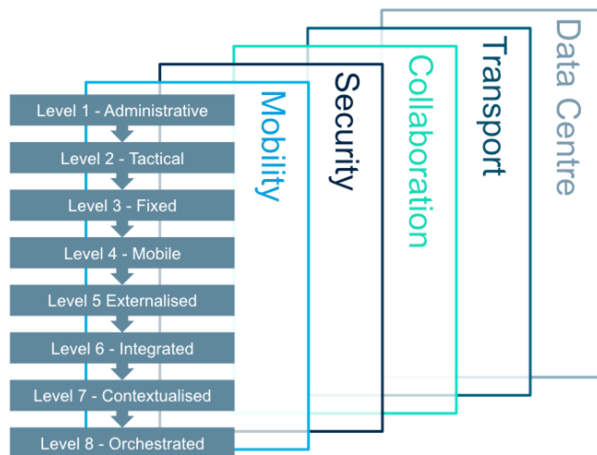 Level 1 - Administrative
Level 2 - Tactical
Level 3 - Fixed
Level 4 - Mobile
Level 5 Externalised
Level 6 - Integrated
Level 7 - Contextualised
Level 8 - Orchestrated
Mobility
Security
Collaboration
Transport
Data Centre